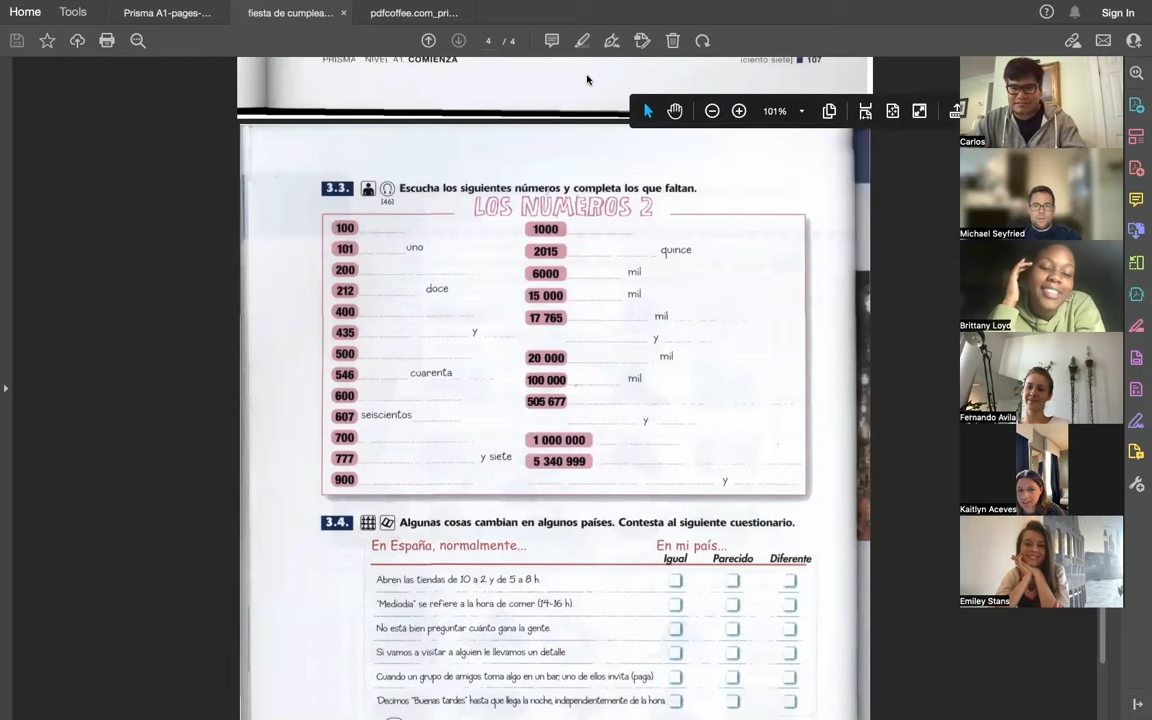 Home
Tools
Prisma A1-pages-...
fiesta de cumplea... ×
pdfcoffee.com_pri...
Sign In
4 / 4
PRISMA NIVEL A1. COMIENZA
[ciento siete] 107
101%
3.3. [46] Escucha los siguientes números y completa los que faltan.
LOS NUMEROS 2
100
101 uno
200
212 doce
400
435 y
500
546 cuarenta
600
607 seiscientos
700
777 y siete
900
1000
2015 quince
6000 mil
15 000 mil
17 765 mil
y
20 000 mil
100 000 mil
505 677
y
1 000 000
5 340 999
y
3.4. Algunas cosas cambian en algunos países. Contesta al siguiente cuestionario.
En España, normalmente... En mi país...
Igual Parecido Diferente
Abren las tiendas de 10 a 2 y de 5 a 8 h.
"Mediodía" se refiere a la hora de comer (14-16 h)
No está bien preguntar cuánto gana la gente.
Si vamos a visitar a alguien le llevamos un detalle
Cuando un grupo de amigos toma algo en un bar, uno de ellos invita (paga).
Decimos "Buenas tardes" hasta que llega la noche, independientemente de la hora
Carlos
Michael Seyfried
Brittany Loyd
Fernando Avila
Kaitlyn Aceves
Emiley Stans